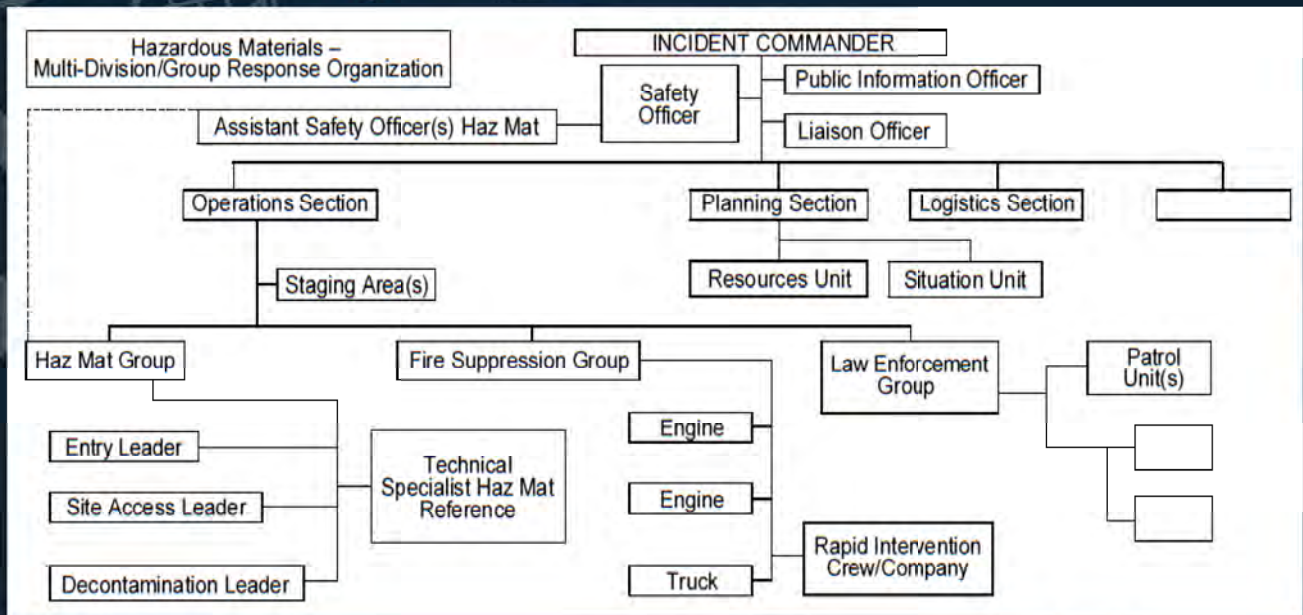 Hazardous Materials –
Multi-Division/Group Response Organization
INCIDENT COMMANDER
Safety
Officer
Public Information Officer
Assistant Safety Officer(s) Haz Mat
Liaison Officer
Operations Section
Planning Section
Logistics Section
Staging Area(s)
Resources Unit
Situation Unit
Haz Mat Group
Fire Suppression Group
Law Enforcement
Group
Patrol
Unit(s)
Entry Leader
Site Access Leader
Decontamination Leader
Technical
Specialist Haz Mat
Reference
Engine
Engine
Truck
Rapid Intervention
Crew/Company